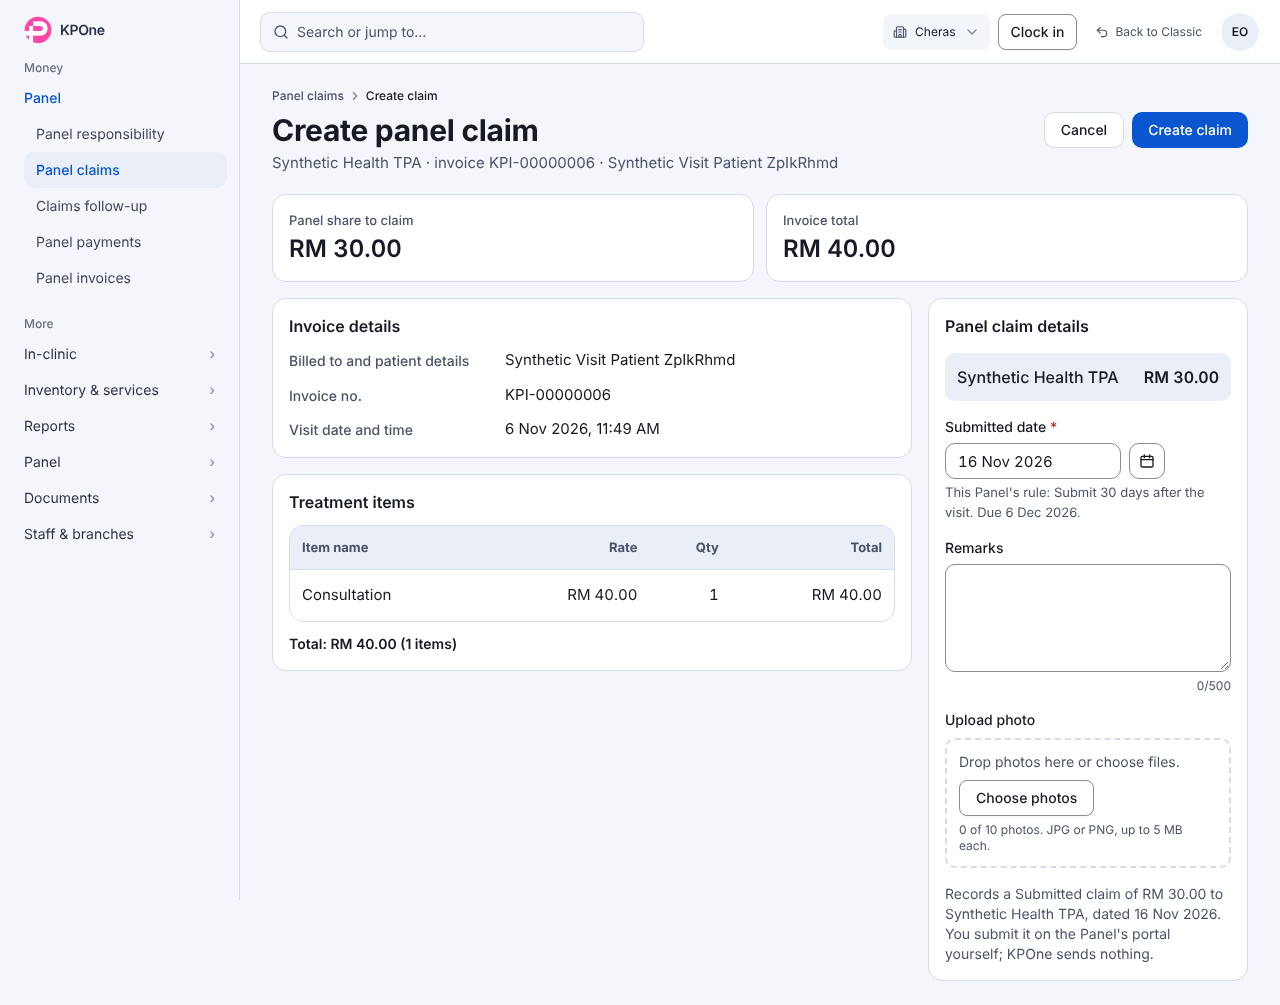 KPOne
Search or jump to...
Cheras
Clock in
Back to Classic
EO
Money
Panel
Panel responsibility
Panel claims
Claims follow-up
Panel payments
Panel invoices
More
In-clinic
Inventory & services
Reports
Panel
Documents
Staff & branches
Panel claims > Create claim
Create panel claim
Synthetic Health TPA · invoice KPI-00000006 · Synthetic Visit Patient ZplkRhmd
Cancel
Create claim
Panel share to claim
RM 30.00
Invoice total
RM 40.00
Invoice details
Billed to and patient details Synthetic Visit Patient ZplkRhmd
Invoice no. KPI-00000006
Visit date and time 6 Nov 2026, 11:49 AM
Treatment items
Item name Rate Qty Total
Consultation RM 40.00 1 RM 40.00
Total: RM 40.00 (1 items)
Panel claim details
Synthetic Health TPA RM 30.00
Submitted date *
16 Nov 2026
This Panel's rule: Submit 30 days after the
visit. Due 6 Dec 2026.
Remarks
0/500
Upload photo
Drop photos here or choose files.
Choose photos
0 of 10 photos. JPG or PNG, up to 5 MB
each.
Records a Submitted claim of RM 30.00 to
Synthetic Health TPA, dated 16 Nov 2026.
You submit it on the Panel's portal
yourself; KPOne sends nothing.